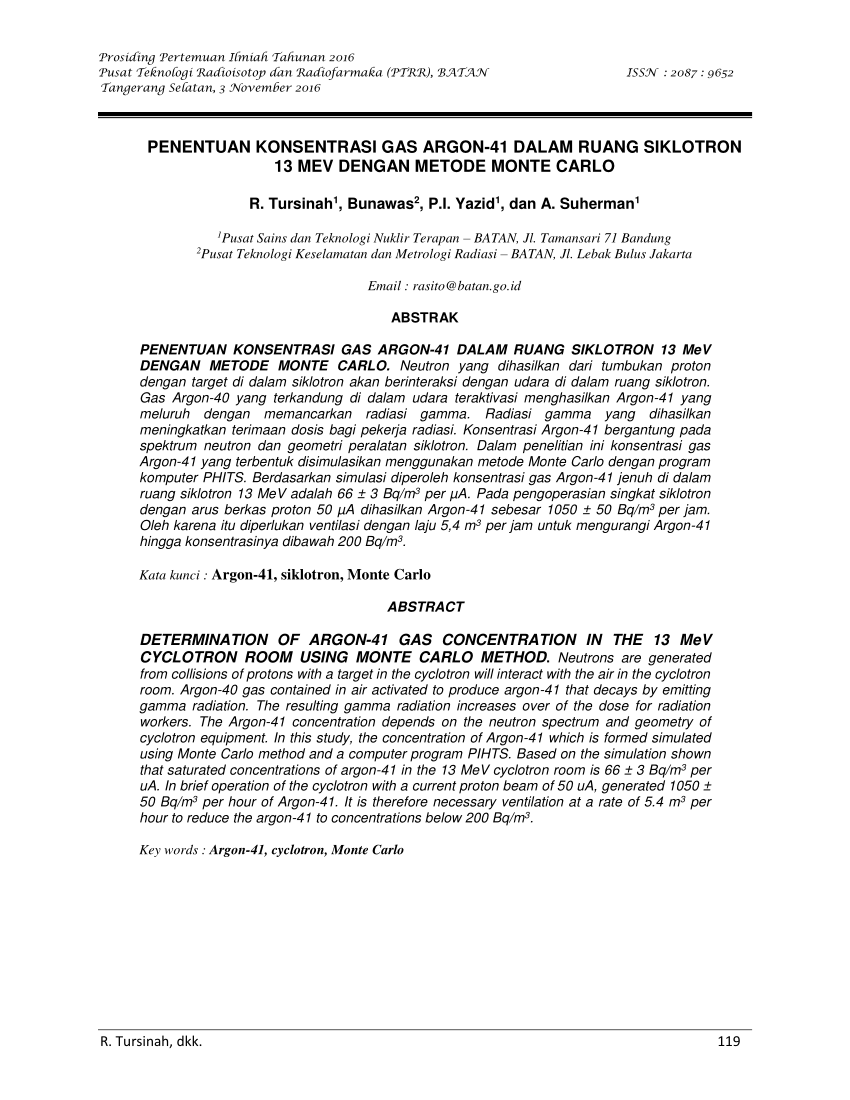 Prosiding Pertemuan Ilmiah Tahunan 2016
Pusat Teknologi Radioisotop dan Radiofarmaka (PTRR), BATAN ISSN : 2087 : 9652
Tangerang Selatan, 3 November 2016
PENENTUAN KONSENTRASI GAS ARGON-41 DALAM RUANG SIKLOTRON
13 MEV DENGAN METODE MONTE CARLO
R. Tursinah¹, Bunawas², P.I. Yazid¹, dan A. Suherman¹
¹Pusat Sains dan Teknologi Nuklir Terapan – BATAN, Jl. Tamansari 71 Bandung
²Pusat Teknologi Keselamatan dan Metrologi Radiasi – BATAN, Jl. Lebak Bulus Jakarta
Email : rasito@batan.go.id
ABSTRAK
PENENTUAN KONSENTRASI GAS ARGON-41 DALAM RUANG SIKLOTRON 13 MeV
DENGAN METODE MONTE CARLO. Neutron yang dihasilkan dari tumbukan proton
dengan target di dalam siklotron akan berinteraksi dengan udara di dalam ruang siklotron.
Gas Argon-40 yang terkandung di dalam udara teraktivasi menghasilkan Argon-41 yang
meluruh dengan memancarkan radiasi gamma. Radiasi gamma yang dihasilkan
meningkatkan terimaan dosis bagi pekerja radiasi. Konsentrasi Argon-41 bergantung pada
spektrum neutron dan geometri peralatan siklotron. Dalam penelitian ini konsentrasi gas
Argon-41 yang terbentuk disimulasikan menggunakan metode Monte Carlo dengan program
komputer PHITS. Berdasarkan simulasi diperoleh konsentrasi gas Argon-41 jenuh di dalam
ruang siklotron 13 MeV adalah 66 ± 3 Bq/m³ per µA. Pada pengoperasian singkat siklotron
dengan arus berkas proton 50 µA dihasilkan Argon-41 sebesar 1050 ± 50 Bq/m³ per jam.
Oleh karena itu diperlukan ventilasi dengan laju 5,4 m³ per jam untuk mengurangi Argon-41
hingga konsentrasinya dibawah 200 Bq/m³.
Kata kunci : Argon-41, siklotron, Monte Carlo
ABSTRACT
DETERMINATION OF ARGON-41 GAS CONCENTRATION IN THE 13 MeV
CYCLOTRON ROOM USING MONTE CARLO METHOD. Neutrons are generated
from collisions of protons with a target in the cyclotron will interact with the air in the cyclotron
room. Argon-40 gas contained in air activated to produce argon-41 that decays by emitting
gamma radiation. The resulting gamma radiation increases over of the dose for radiation
workers. The Argon-41 concentration depends on the neutron spectrum and geometry of
cyclotron equipment. In this study, the concentration of Argon-41 which is formed simulated
using Monte Carlo method and a computer program PIHTS. Based on the simulation shown
that saturated concentrations of argon-41 in the 13 MeV cyclotron room is 66 ± 3 Bq/m³ per
uA. In brief operation of the cyclotron with a current proton beam of 50 uA, generated 1050 ±
50 Bq/m³ per hour of Argon-41. It is therefore necessary ventilation at a rate of 5.4 m³ per
hour to reduce the argon-41 to concentrations below 200 Bq/m³.
Key words : Argon-41, cyclotron, Monte Carlo
R. Tursinah, dkk. 119